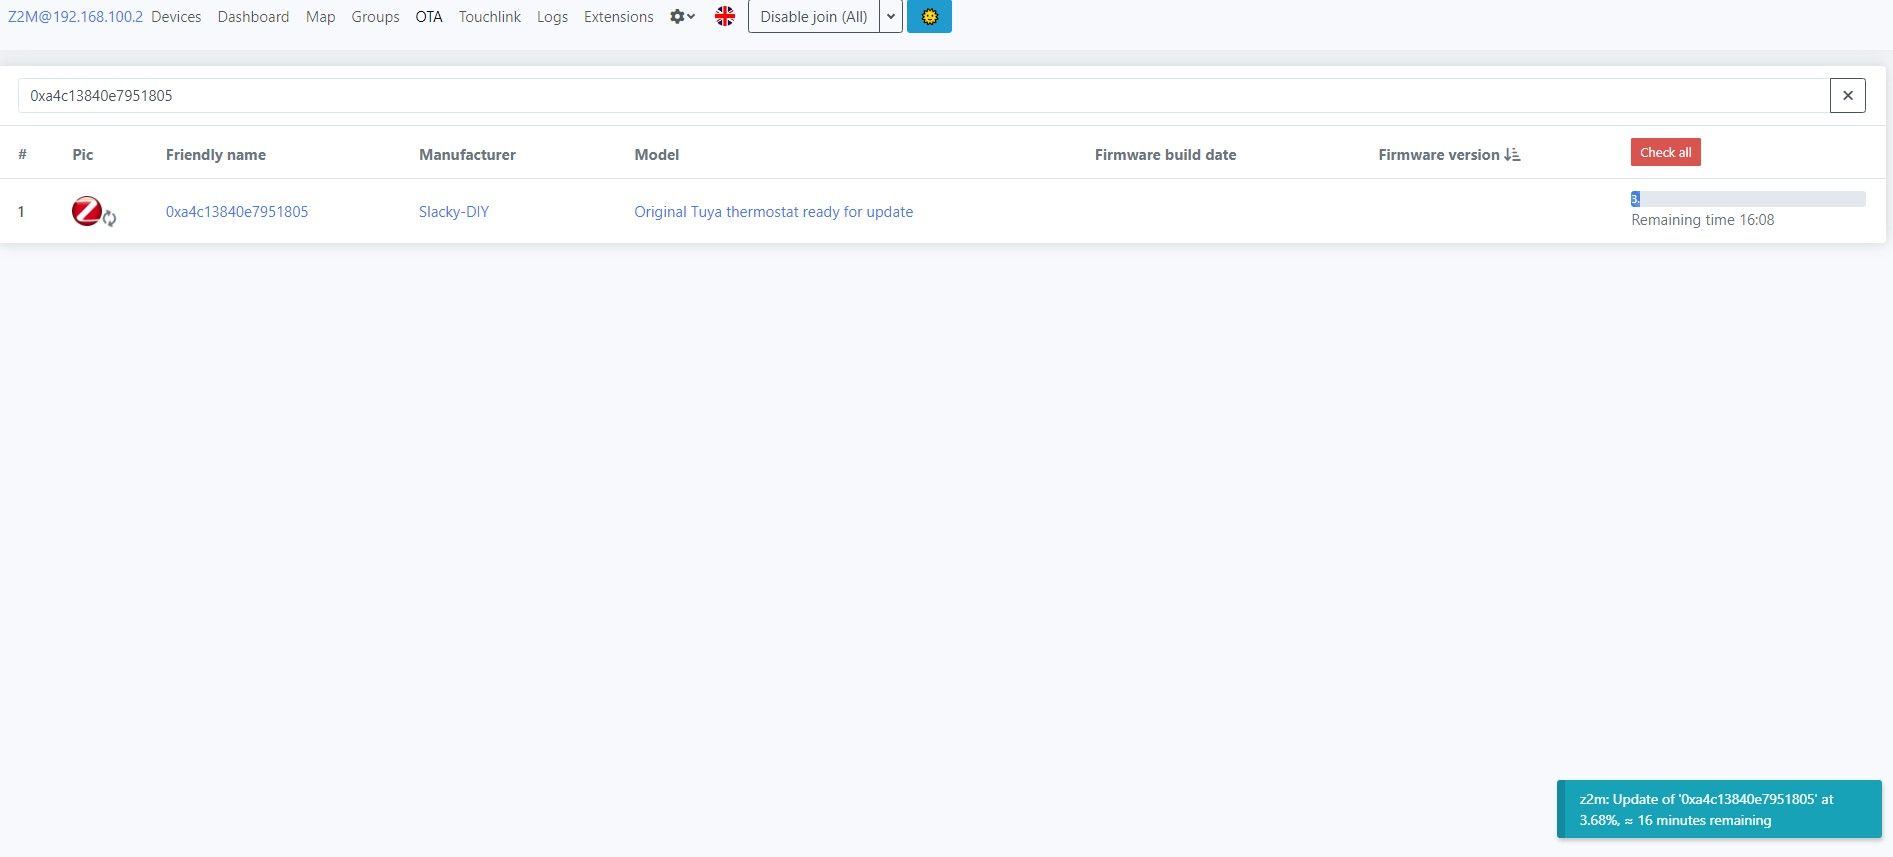 Z2M@192.168.100.2 Devices Dashboard Map Groups OTA Touchlink Logs Extensions Disable join (All)
0xa4c13840e7951805
# Pic Friendly name Manufacturer Model Firmware build date Firmware version Check all
1 Z 0xa4c13840e7951805 Slacky-DIY Original Tuya thermostat ready for update 3.
Remaining time 16:08
z2m: Update of '0xa4c13840e7951805' at
3.68%, ≈ 16 minutes remaining